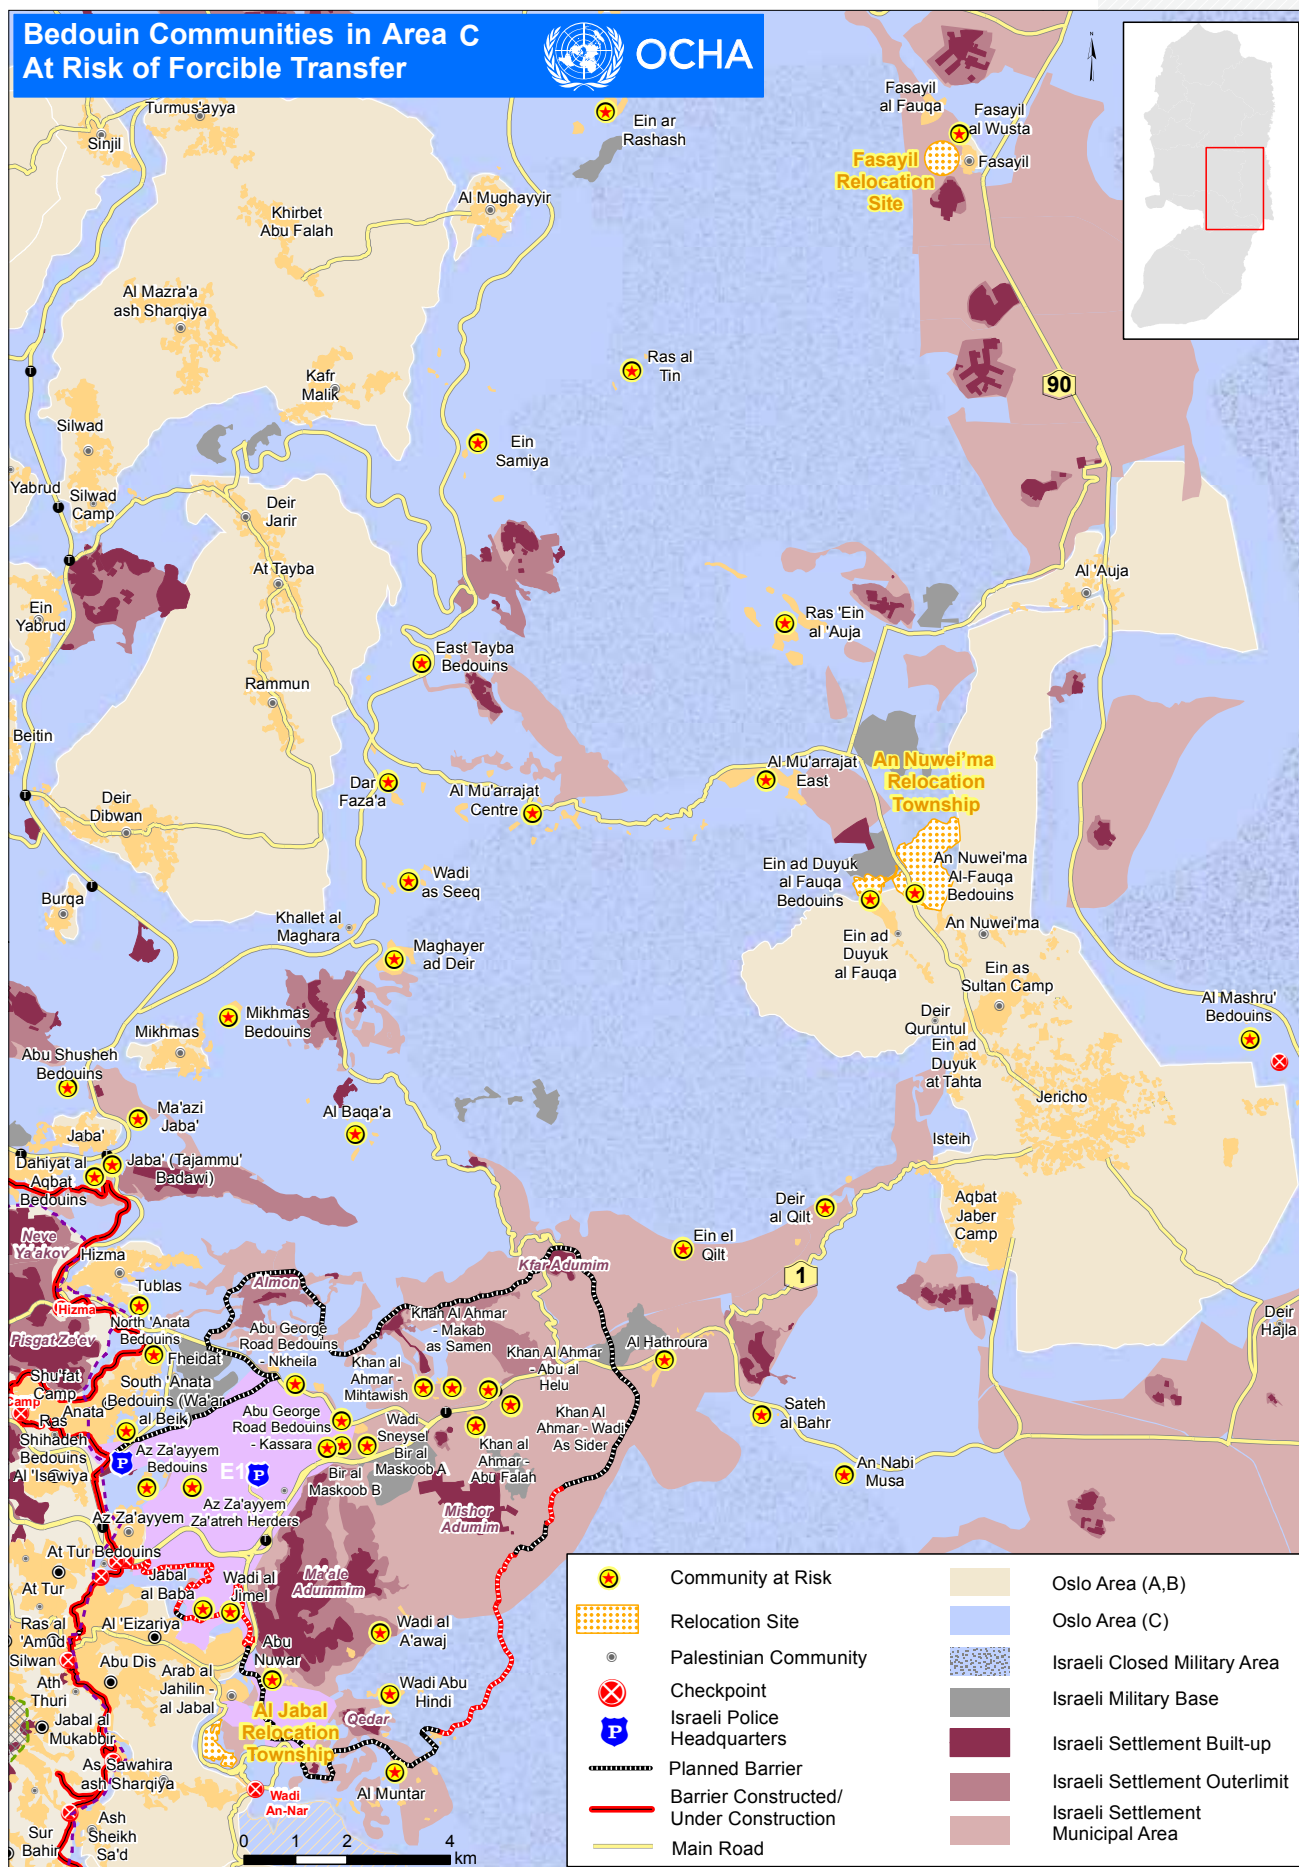 Bedouin Communities in Area C
At Risk of Forcible Transfer
OCHA
N
Turmus'ayya
Sinjil
Ein ar
Rashash
Fasayil
al Fauqa
Fasayil
al Wusta
Fasayil
Fasayil
Relocation
Site
Al Mughayyir
Khirbet
Abu Falah
Al Mazra'a
ash Sharqiya
Kafr
Malik
Ras al
Tin
90
Silwad
Ein
Samiya
Yabrud
Silwad
Camp
T
T
T
Deir
Jarir
At Tayba
Al 'Auja
Ein
Yabrud
Ras 'Ein
al 'Auja
East Tayba
Bedouins
Rammun
Beitin
Al Mu'arrajat
East
An Nuwei'ma
Relocation
Township
Dar
Faza'a
Al Mu'arrajat
Centre
Deir
Dibwan
T
T
Ein ad Duyuk
al Fauqa
Bedouins
An Nuwei'ma
Al-Fauqa
Bedouins
Wadi
as Seeq
Burqa
Khallet al
Maghara
An Nuwei'ma
Maghayer
ad Deir
Ein ad
Duyuk
al Fauqa
Ein as
Sultan Camp
Al Mashru'
Bedouins
Mikhmas
Bedouins
Mikhmas
Deir
Quruntul
Ein ad
Duyuk
at Tahta
Abu Shusheh
Bedouins
Jericho
Ma'azi
Jaba'
Al Baqa'a
Jaba'
Isteih
T
T
Jaba' (Tajammu'
Badawi)
Dahiyat al
Aqbat
Bedouins
Deir
al Qilt
Aqbat
Jaber
Camp
Neve
Ya'akov
Ein el
Qilt
Hizma
Kfar Adumim
1
Almon
Tublas
Hizma
Deir
Hajla
North 'Anata
Bedouins
Khan Al Ahmar
- Makab
as Samen
Pisgat Ze'ev
Abu George
Road Bedouins
- Nkheila
Al Hathroura
Fheidat
Khan Al Ahmar
- Abu al
Helu
Khan al
Ahmar -
Mihtawish
Shu'fat
Camp
South 'Anata
Bedouins (Wa'ar
al Beik)
Camp
Anata
Sateh
al Bahr
Ras
Shihadeh
Bedouins
Abu George
Road Bedouins
- Kassara
Wadi
Sneysel
T
Khan Al
Ahmar - Wadi
As Sider
Khan al
Ahmar -
Abu Falah
Bir al
Maskoob A
Al 'Isawiya
Az Za'ayyem
Bedouins
P
E1
P
Bir al
Maskoob B
An Nabi
Musa
Az Za'ayyem
Za'atreh Herders
Mishor
Adumim
Az Za'ayyem
T
T
At Tur Bedouins
At Tur
Jabal
al Baba
Wadi al
Jimel
Ma'ale
Adummim
Ras al
'Amud
Al 'Eizariya
Wadi al
A'awaj
Silwan
Abu
Nuwar
Abu Dis
Arab al
Jahilin -
al Jabal
Ath
Thuri
Wadi Abu
Hindi
Jabal al
Mukabbir
Al Jabal
Relocation
Township
Qedar
As Sawahira
ash Sharqiya
Al Muntar
Wadi
An-Nar
Ash
Sheikh
Sa'd
Sur
Bahir
0 1 2 4
km
Community at Risk
Relocation Site
Palestinian Community
Checkpoint
P
Israeli Police
Headquarters
Planned Barrier
Barrier Constructed/
Under Construction
Main Road
Oslo Area (A,B)
Oslo Area (C)
Israeli Closed Military Area
Israeli Military Base
Israeli Settlement Built-up
Israeli Settlement Outerlimit
Israeli Settlement
Municipal Area